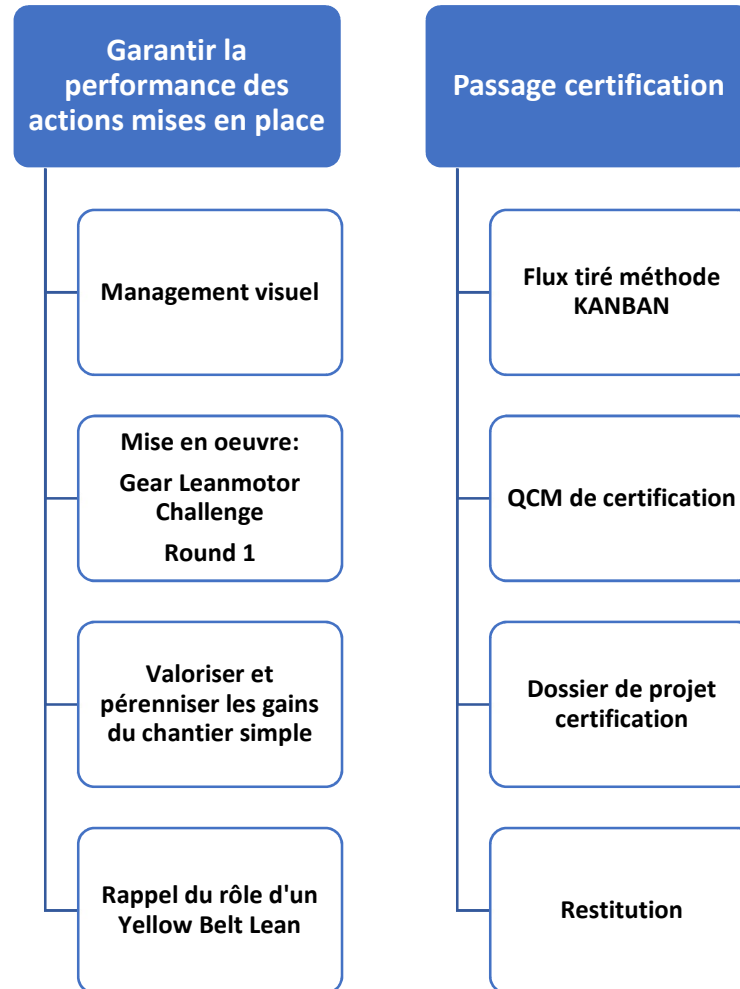 Garantir la
performance des
actions mises en place
Management visuel
Mise en oeuvre:
Gear Leanmotor
Challenge
Round 1
Valoriser et
pérenniser les gains
du chantier simple
Rappel du rôle d'un
Yellow Belt Lean
Passage certification
Flux tiré méthode
KANBAN
QCM de certification
Dossier de projet
certification
Restitution